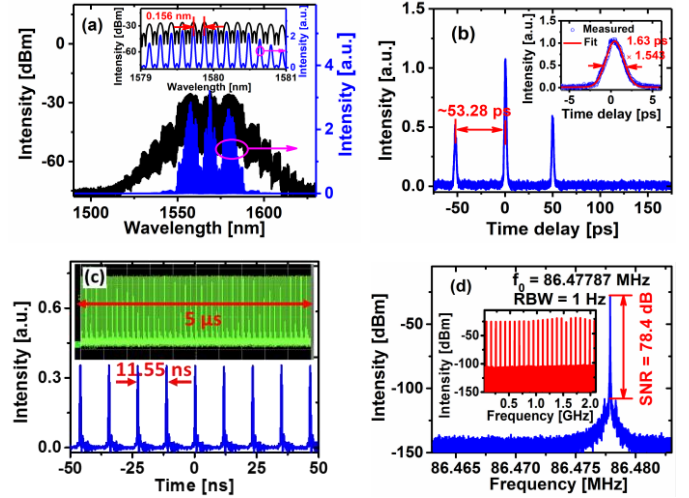 (a)
0.156 nm
-30
-60
Intensity [dBm]
2
1
0
Intensity [a.u.]
1579 1580 1581
Wavelength [nm]
0
-30
-60
Intensity [dBm]
4
2
0
Intensity [a.u.]
1500 1550 1600
Wavelength [nm]
(b)
~53.28 ps
1.5
1.0
0.5
0.0
Intensity [a.u.]
-50 0 50 100 150
Time delay [ps]
Measured
Fit
1.63 ps
× 1.543
1.0
0.5
0.0
Intensity [a.u.]
-5 0 5
Time delay [ps]
(c)
5 μs
11.55 ns
0.6
0.3
0.0
Intensity [a.u.]
-50 -25 0 25 50
Time [ns]
(d)
f0 = 86.47787 MHz
RBW = 1 Hz
SNR = 78.4 dB
-50
-100
-150
Intensity [dBm]
86.465 86.470 86.475 86.480
Frequency [MHz]
0
-50
-100
-150
Intensity [dBm]
0.5 1.0 1.5 2.0
Frequency [GHz]